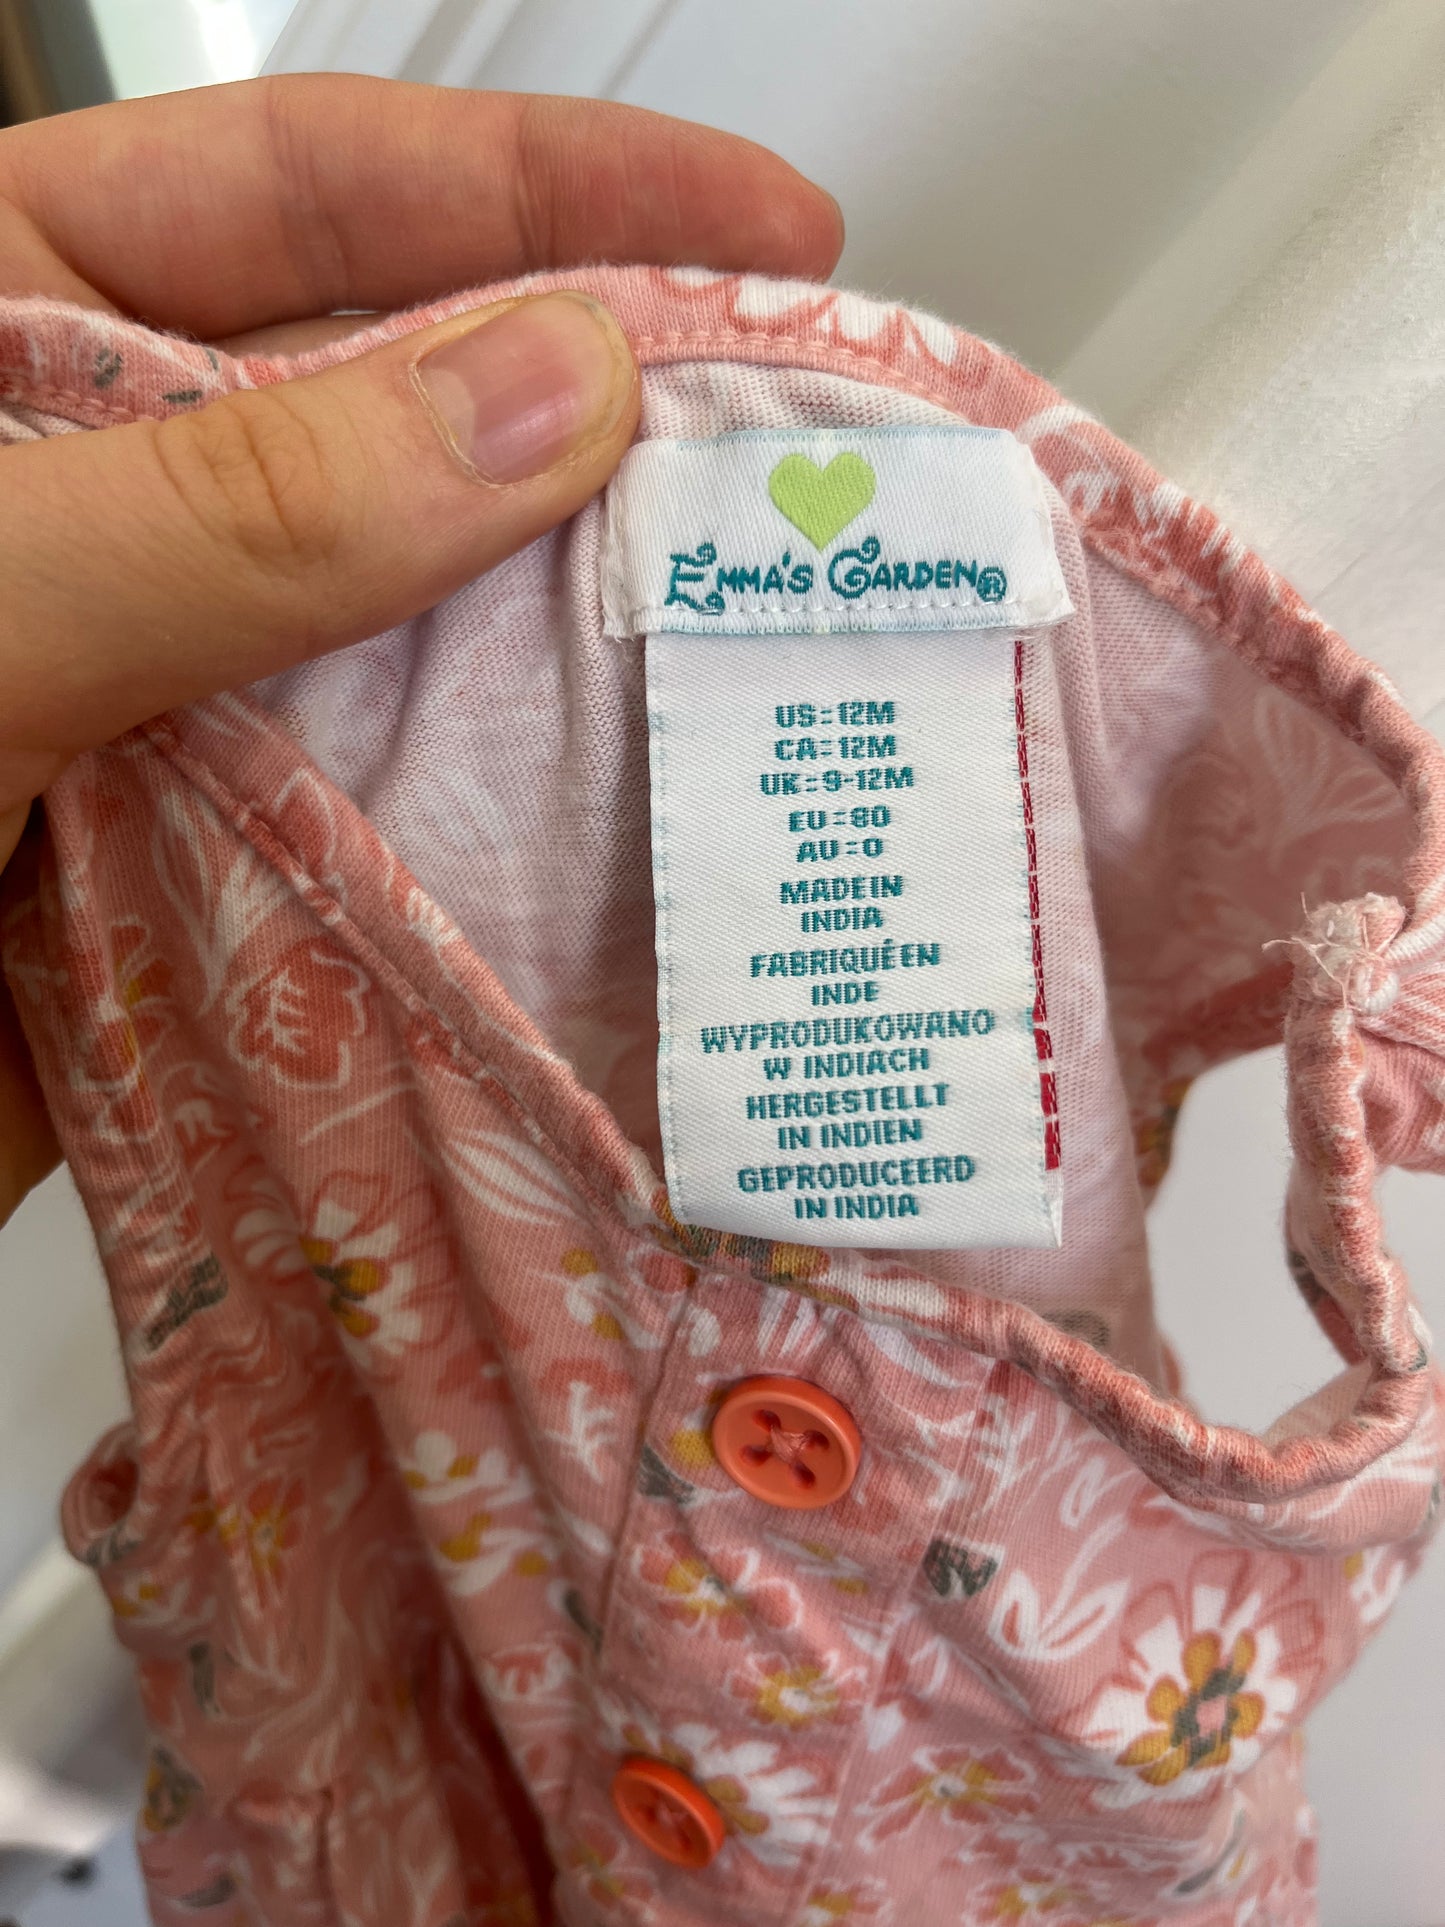 EMMA'S GARDEN®
US=12M
CA=12M
UK=9-12M
EU=80
AU=0
MADE IN
INDIA
FABRIQUÉ EN
INDE
WYPRODUKOWANO
W INDIACH
HERGESTELLT
IN INDIEN
GEPRODUCEERD
IN INDIA